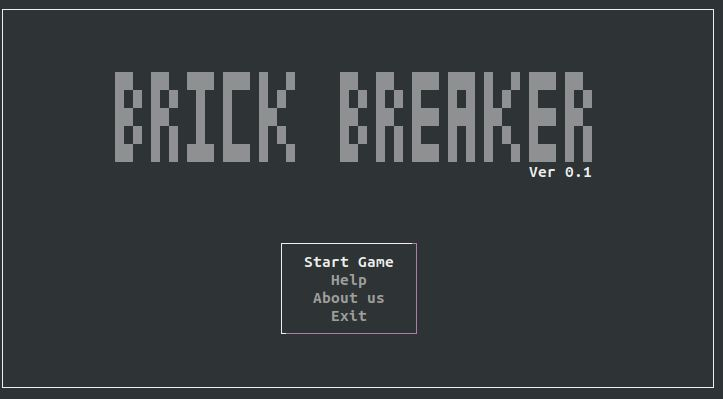 BRICK BREAKER
Ver 0.1
Start Game
Help
About us
Exit